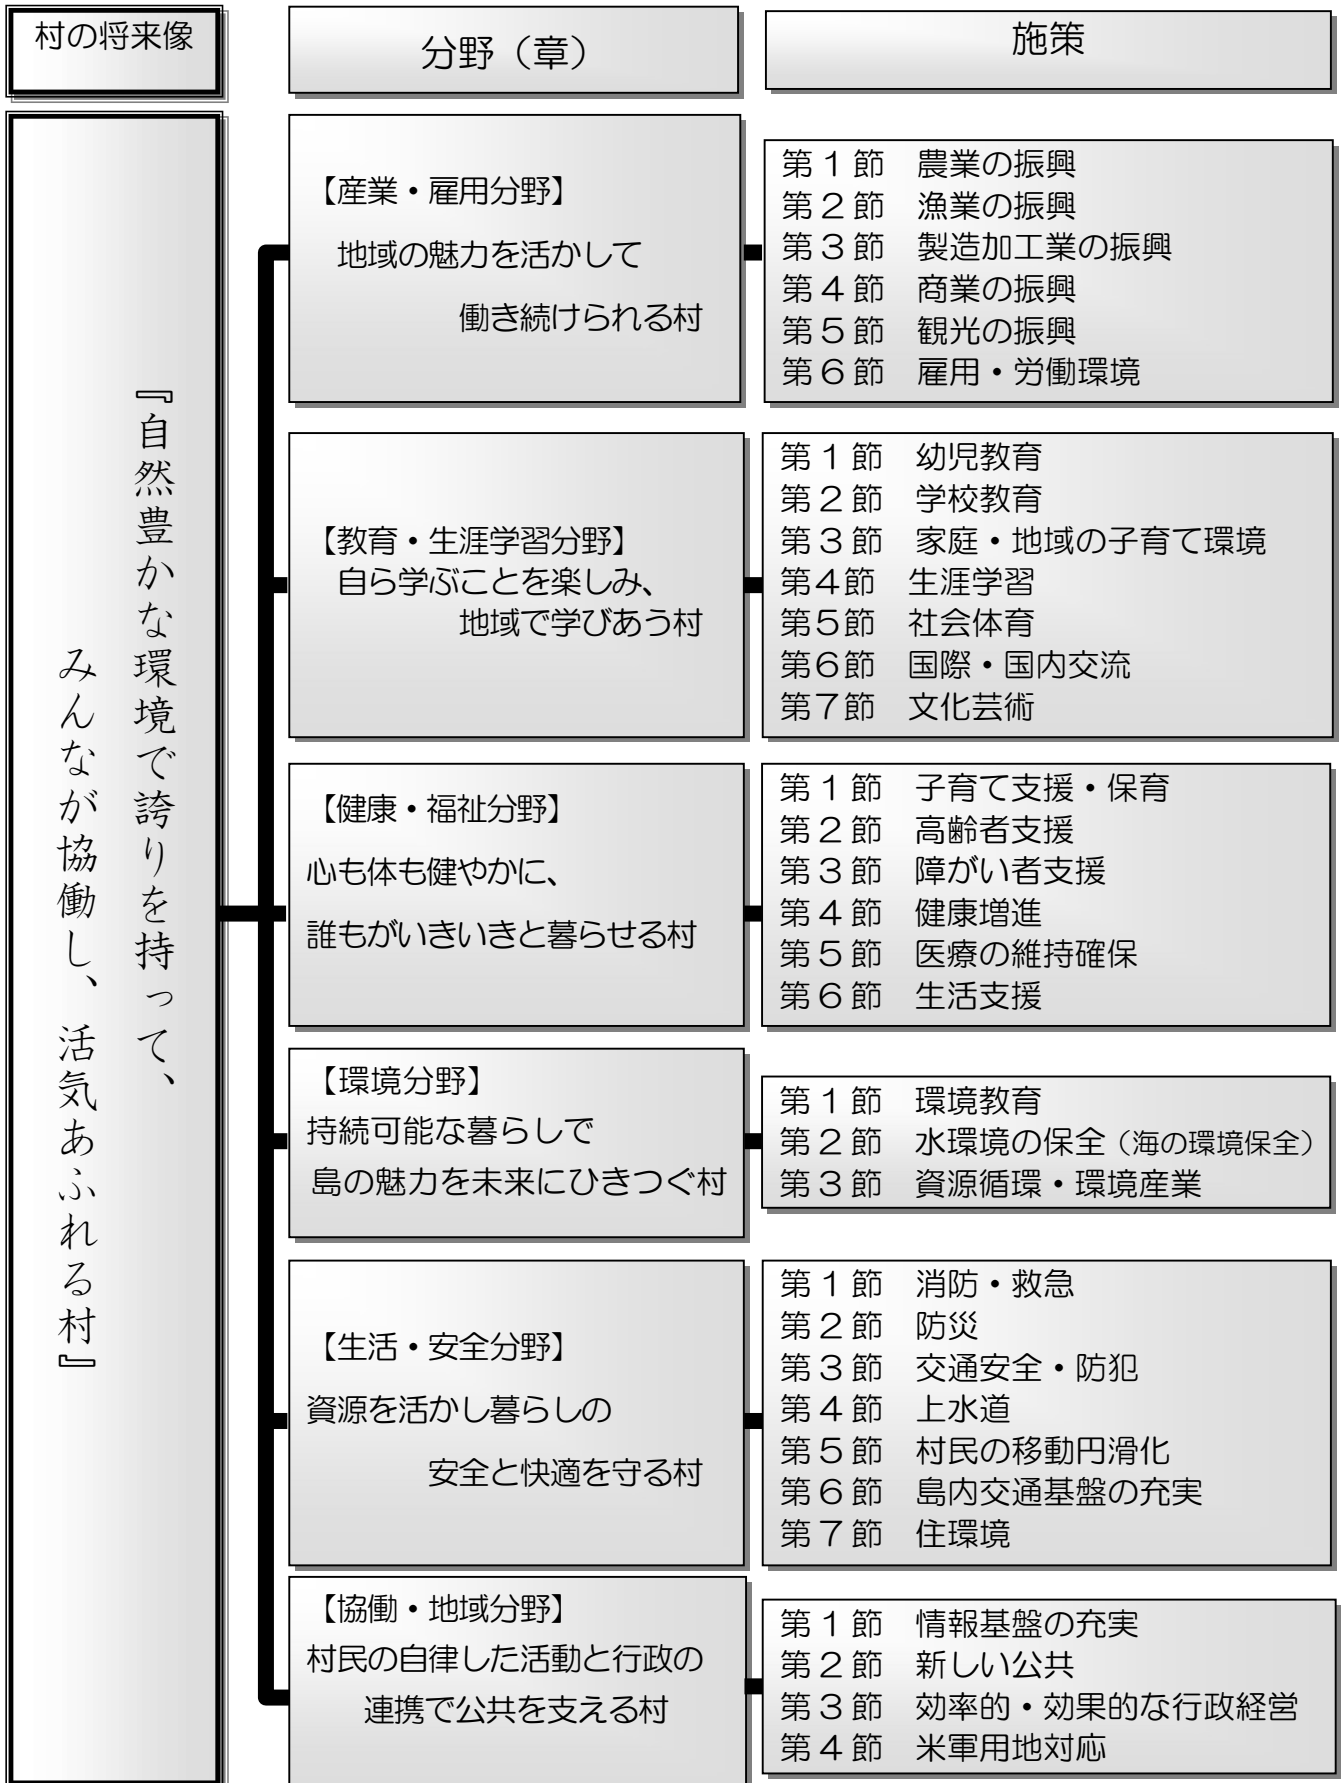 村の将来像
分野（章）
施策
『自然豊かな環境で誇りを持って、
みんなが協働し、活気あふれる村』
【産業・雇用分野】
地域の魅力を活かして
働き続けられる村
第１節　農業の振興
第２節　漁業の振興
第３節　製造加工業の振興
第４節　商業の振興
第５節　観光の振興
第６節　雇用・労働環境
【教育・生涯学習分野】
自ら学ぶことを楽しみ、
地域で学びあう村
第１節　幼児教育
第２節　学校教育
第３節　家庭・地域の子育て環境
第4節　生涯学習
第5節　社会体育
第6節　国際・国内交流
第7節　文化芸術
【健康・福祉分野】
心も体も健やかに、
誰もがいきいきと暮らせる村
第１節　子育て支援・保育
第２節　高齢者支援
第３節　障がい者支援
第４節　健康増進
第５節　医療の維持確保
第６節　生活支援
【環境分野】
持続可能な暮らしで
島の魅力を未来にひきつぐ村
第１節　環境教育
第２節　水環境の保全（海の環境保全）
第３節　資源循環・環境産業
【生活・安全分野】
資源を活かし暮らしの
安全と快適を守る村
第１節　消防・救急
第２節　防災
第３節　交通安全・防犯
第４節　上水道
第５節　村民の移動円滑化
第６節　島内交通基盤の充実
第７節　住環境
【協働・地域分野】
村民の自律した活動と行政の
連携で公共を支える村
第１節　情報基盤の充実
第２節　新しい公共
第３節　効率的・効果的な行政経営
第４節　米軍用地対応